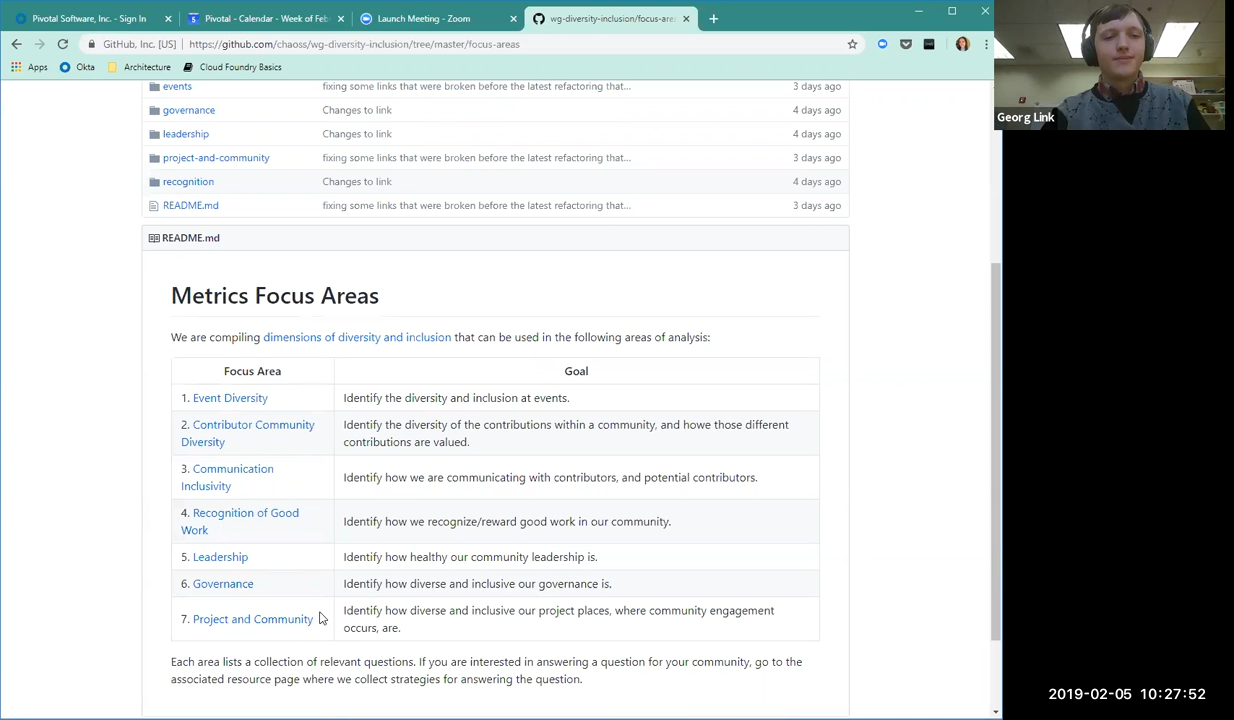 Pivotal Software, Inc. - Sign In
Pivotal - Calendar - Week of Feb
Launch Meeting - Zoom
wg-diversity-inclusion/focus-are
GitHub, Inc. [US]
https://github.com/chaoss/wg-diversity-inclusion/tree/master/focus-areas
Apps
Okta
Architecture
Cloud Foundry Basics
Georg Link
events
fixing some links that were broken before the latest refactoring that...
3 days ago
governance
Changes to link
4 days ago
leadership
Changes to link
4 days ago
project-and-community
fixing some links that were broken before the latest refactoring that...
3 days ago
recognition
Changes to link
4 days ago
README.md
fixing some links that were broken before the latest refactoring that...
3 days ago
README.md
Metrics Focus Areas
We are compiling dimensions of diversity and inclusion that can be used in the following areas of analysis:
Focus Area
Goal
1. Event Diversity
Identify the diversity and inclusion at events.
2. Contributor Community
Diversity
Identify the diversity of the contributions within a community, and howe those different
contributions are valued.
3. Communication
Inclusivity
Identify how we are communicating with contributors, and potential contributors.
4. Recognition of Good
Work
Identify how we recognize/reward good work in our community.
5. Leadership
Identify how healthy our community leadership is.
6. Governance
Identify how diverse and inclusive our governance is.
7. Project and Community
Identify how diverse and inclusive our project places, where community engagement
occurs, are.
Each area lists a collection of relevant questions. If you are interested in answering a question for your community, go to the
associated resource page where we collect strategies for answering the question.
2019-02-05 10:27:52